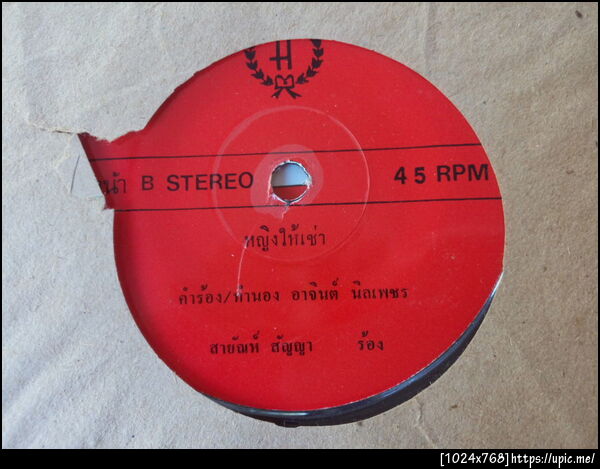 H
น้า B STEREO 45 RPM
หญิงให้เช่า
คำร้อง/ทำนอง อาจินต์ นิลเพชร
สายัณห์ สัญญา ร้อง
[1024x768]https://upic.me/